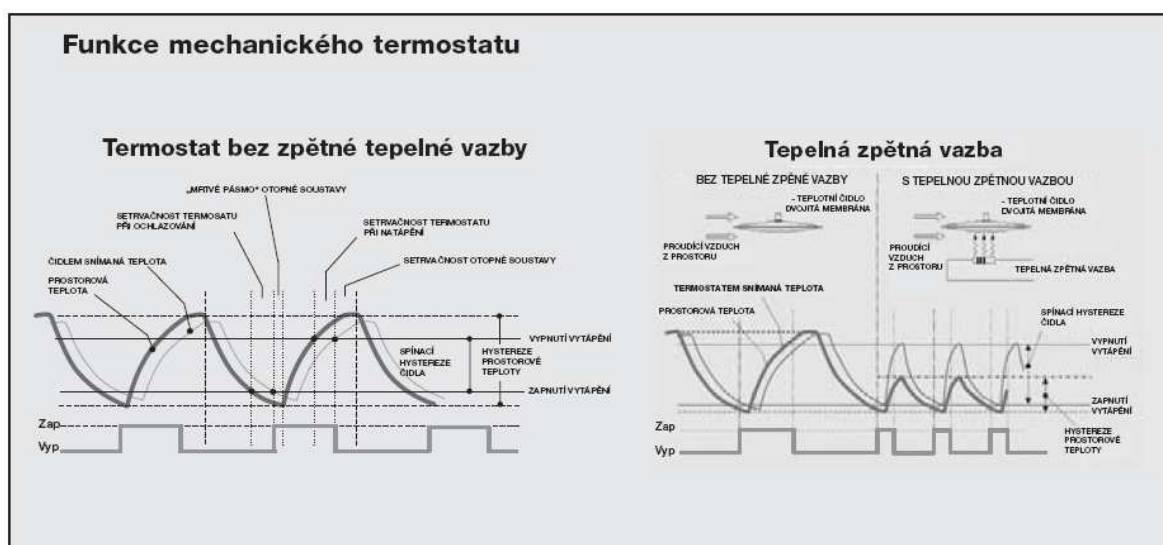 Funkce mechanického termostatu
Termostat bez zpětné tepelné vazby
„MRTVÉ PÁSMO“ OTOPNÉ SOUSTAVY
SETRVAČNOST TERMOSATU
PŘI OCHLAZOVÁNÍ
SETRVAČNOST TERMOSTATU
PŘI NATÁPĚNÍ
ČIDLEM SNÍMANÁ TEPLOTA
SETRVAČNOST OTOPNÉ SOUSTAVY
PROSTOROVÁ
TEPLOTA
VYPNUTÍ VYTÁPĚNÍ
SPÍNACÍ
HYSTEREZE
ČIDLA
HYSTEREZE
PROSTOROVÉ
TEPLOTY
ZAPNUTÍ VYTÁPĚNÍ
Zap
Vyp
Tepelná zpětná vazba
BEZ TEPELNÉ ZPĚNÉ VAZBY
- TEPLOTNÍ ČIDLO
DVOJITÁ MEMBRÁNA
PROUDÍCÍ VZDUCH
Z PROSTORU
S TEPELNOU ZPĚTNOU VAZBOU
- TEPLOTNÍ ČIDLO
DVOJITÁ MEMBRÁNA
PROUDÍCÍ
VZDUCH
Z PROSTORU
TEPELNÁ ZPĚTNÁ VAZBA
TERMOSTATEM SNÍMANÁ TEPLOTA
PROSTOROVÁ TEPLOTA
SPÍNACÍ HYSTEREZE
ČIDLA
VYPNUTÍ
VYTÁPĚNÍ
ZAPNUTÍ
VYTÁPĚNÍ
HYSTEREZE
PROSTOROVÉ
TEPLOTY
Zap
Vyp